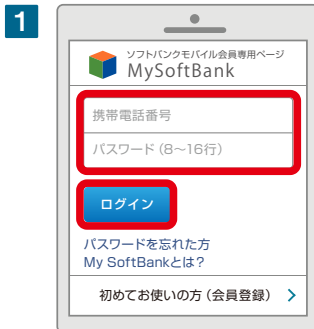 1
ソフトバンクモバイル会員専用ページ
MySoftBank
携帯電話番号
パスワード（8～16行）
ログイン
パスワードを忘れた方
My SoftBankとは？
初めてお使いの方（会員登録）